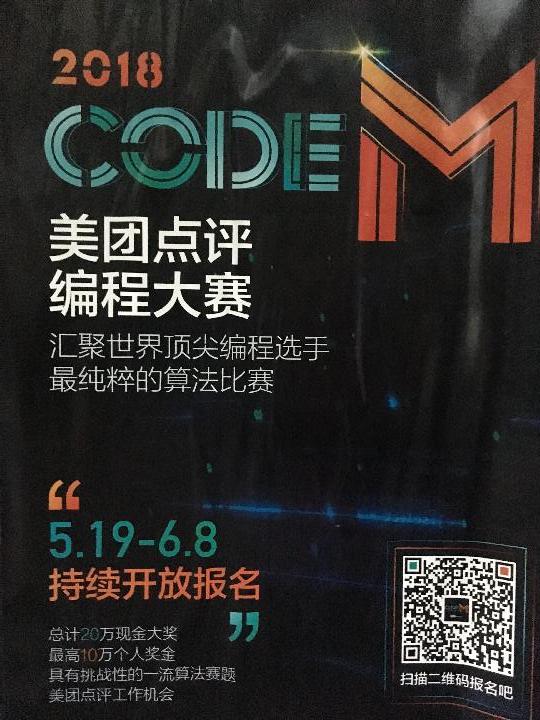 2018
CODE M
美团点评
编程大赛
汇聚世界顶尖编程选手
最纯粹的算法比赛
“
5.19-6.8
持续开放报名
”
总计20万现金大奖
最高10万个人奖金
具有挑战性的一流算法赛题
美团点评工作机会
扫描二维码报名吧